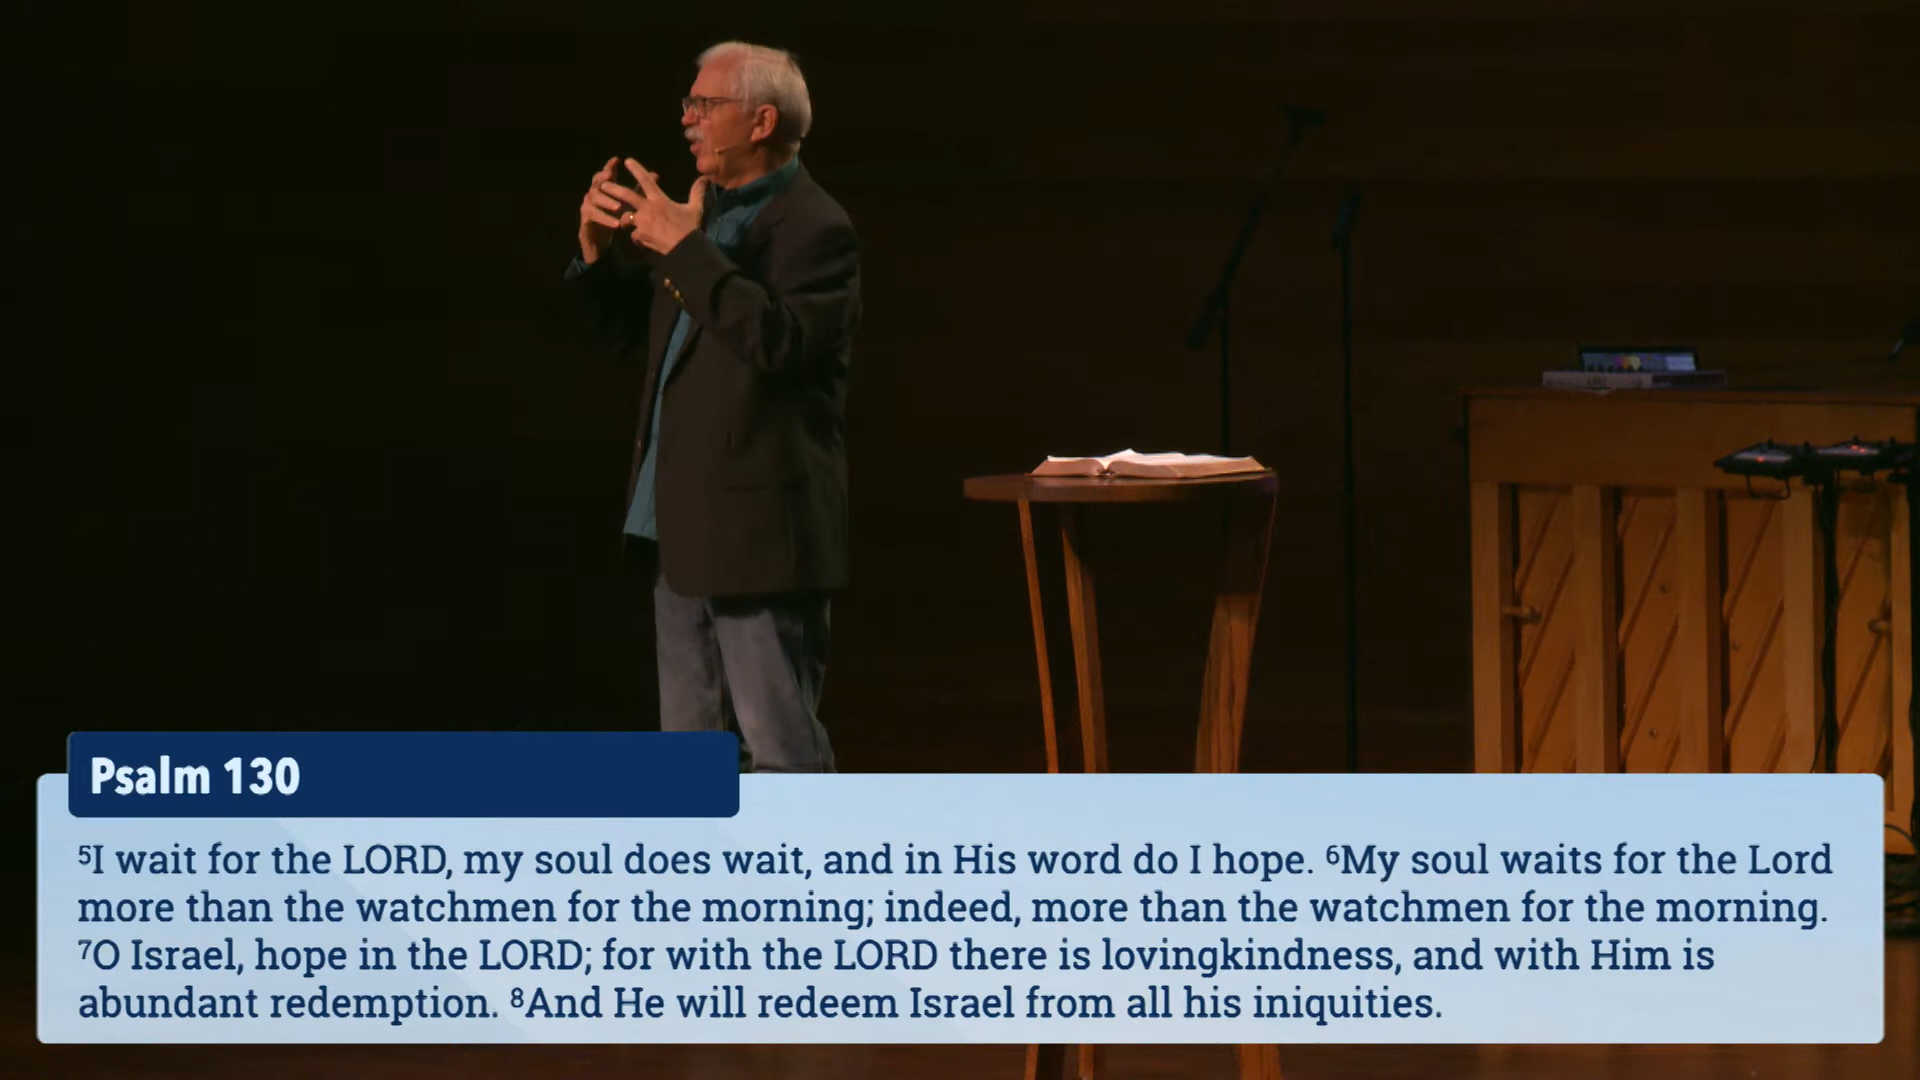 Psalm 130
⁵I wait for the LORD, my soul does wait, and in His word do I hope. ⁶My soul waits for the Lord
more than the watchmen for the morning; indeed, more than the watchmen for the morning.
⁷O Israel, hope in the LORD; for with the LORD there is lovingkindness, and with Him is
abundant redemption. ⁸And He will redeem Israel from all his iniquities.